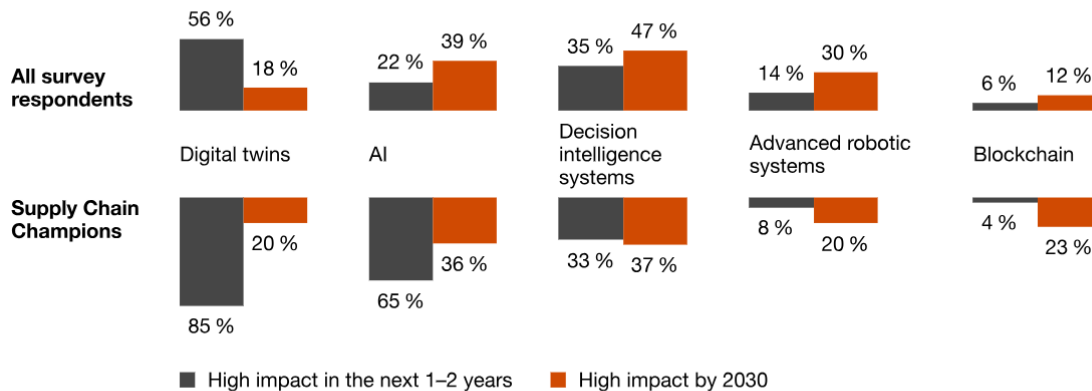 56 %
18 %
22 %
39 %
35 %
47 %
14 %
30 %
6 %
12 %
All survey
respondents
Digital twins
AI
Decision
intelligence
systems
Advanced robotic
systems
Blockchain
Supply Chain
Champions
85 %
20 %
65 %
36 %
33 %
37 %
8 %
20 %
4 %
23 %
High impact in the next 1–2 years
High impact by 2030